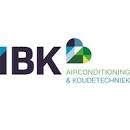 IBK
AIRCONDITIONING
& KOUDETECHNIEK